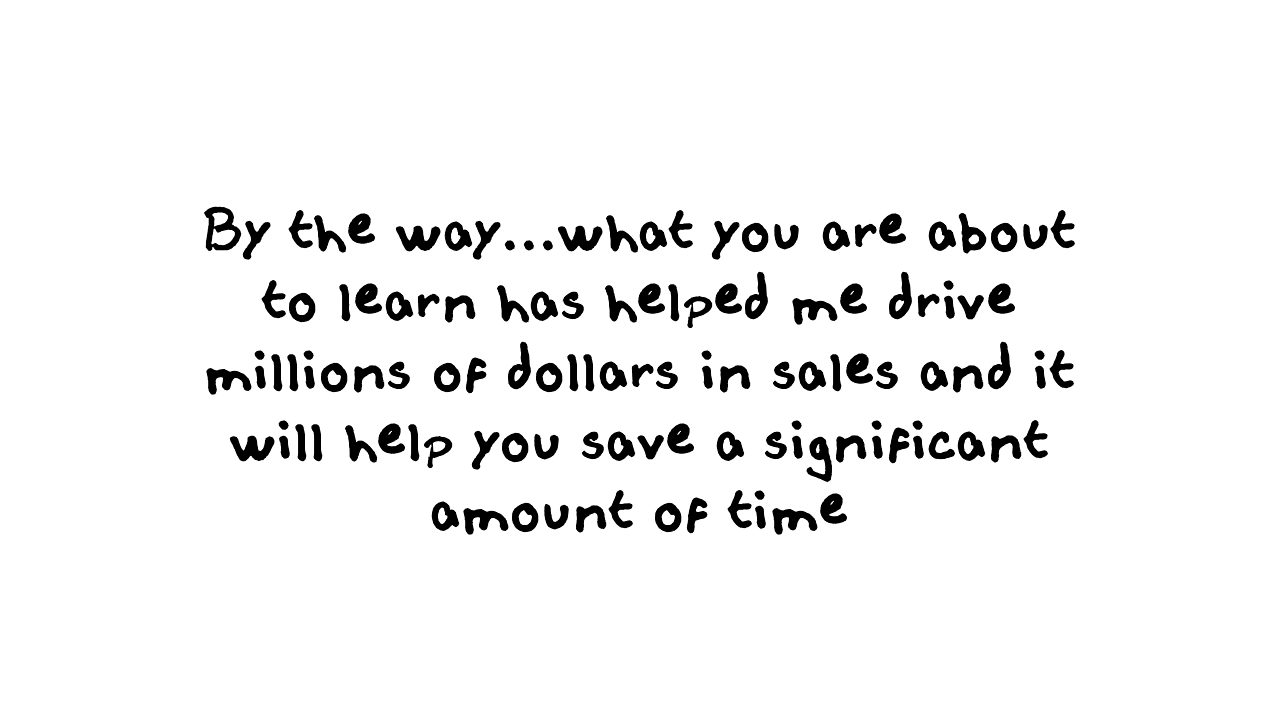 By the way...what you are about
to learn has helped me drive
millions of dollars in sales and it
will help you save a significant
amount of time